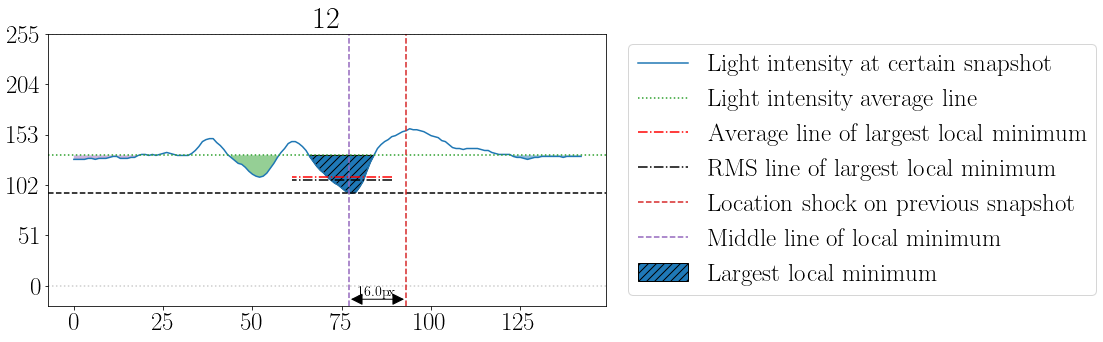 12
255
204
153
102
51
0
16.0px
0 25 50 75 100 125
Light intensity at certain snapshot
Light intensity average line
Average line of largest local minimum
RMS line of largest local minimum
Location shock on previous snapshot
Middle line of local minimum
Largest local minimum